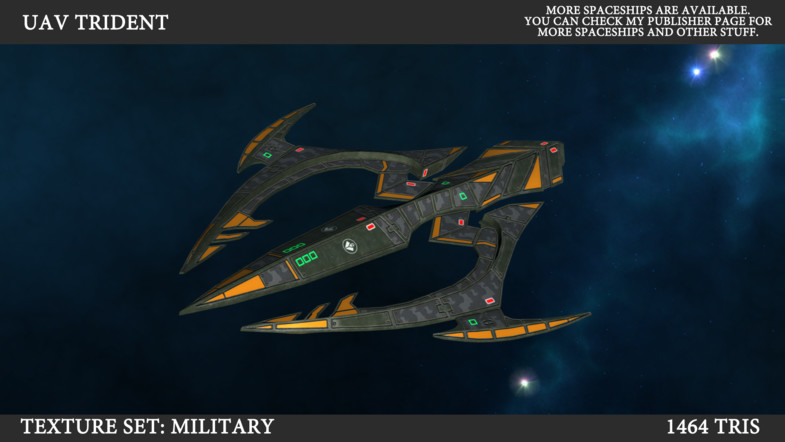 UAV TRIDENT
MORE SPACESHIPS ARE AVAILABLE.
YOU CAN CHECK MY PUBLISHER PAGE FOR
MORE SPACESHIPS AND OTHER STUFF.
TEXTURE SET: MILITARY
1464 TRIS